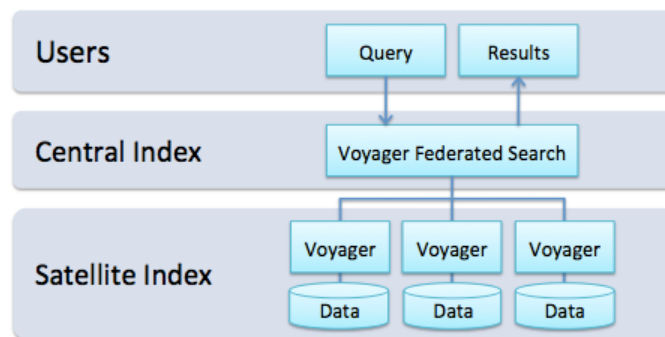 Users
Query
Results
Central Index
Voyager Federated Search
Satellite Index
Voyager
Voyager
Voyager
Data
Data
Data